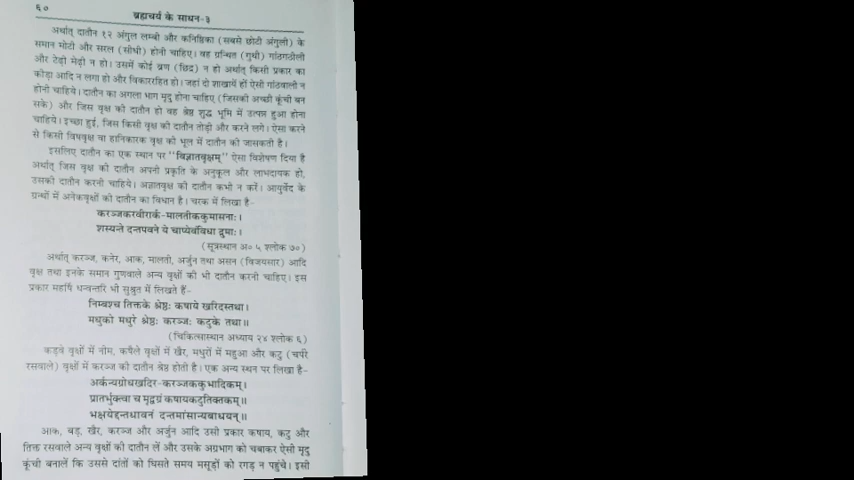 ६०
ब्रह्मचर्य के साधन-३
अर्थात् दातौन १२ अंगुल लम्बी और कनिष्ठिका (सबसे छोटी अंगुली) के
समान मोटी और सरल (सीधी) होनी चाहिए। वह ग्रन्थित (गुथी) गांठगठीली
और टेढ़ी मेढ़ी न हो। उसमें कोई व्रण (छिद्र) न हो अर्थात् किसी प्रकार का
कीड़ा आदि न लगा हो और विकाररहित हो। जहां दो शाखायें हों ऐसी गांठवाली न
होनी चाहिये। दातौन का अगला भाग मृदु होना चाहिए (जिसकी अच्छी कूंची बन
सके) और जिस वृक्ष की दातौन हो वह श्रेष्ठ शुद्ध भूमि में उत्पन्न हुआ होना
चाहिये। इच्छा हुई, जिस किसी वृक्ष की दातौन तोड़ी और करने लगे। ऐसा करने
से किसी विषवृक्ष वा हानिकारक वृक्ष की भूल में दातौन की जासकती है।
इसलिए दातौन का एक स्थान पर "विज्ञातवृक्षम्" ऐसा विशेषण दिया है
अर्थात् जिस वृक्ष की दातौन अपनी प्रकृति के अनुकूल और लाभदायक हो,
उसकी दातौन करनी चाहिये। अज्ञातवृक्ष की दातौन कभी न करें। आयुर्वेद के
ग्रन्थों में अनेकवृक्षों की दातौन का विधान है। चरक में लिखा है-
करञ्जकरवीरार्क-मालतीककुभासनाः।
शस्यन्ते दन्तपवने ये चाप्येवंविधा द्रुमाः।
(सूत्रस्थान अ० ५ श्लोक ७०)
अर्थात् करञ्ज, कनेर, आक, मालती, अर्जुन तथा असन (विजयसार) आदि
वृक्ष तथा इनके समान गुणवाले अन्य वृक्षों की भी दातौन करनी चाहिए। इस
प्रकार महर्षि धन्वन्तरि भी सुश्रुत में लिखते हैं-
निम्बश्च तिक्तके श्रेष्ठः कषाये खदिरस्तथा।
मधुको मधुरे श्रेष्ठः करञ्जः कटुके तथा॥
(चिकित्सास्थान अध्याय २४ श्लोक ६)
कड़वे वृक्षों में नीम, कषैले वृक्षों में खैर, मधुरों में महुआ और कटु (चर्परे
रसवाले) वृक्षों में करञ्ज की दातौन श्रेष्ठ होती है। एक अन्य स्थन पर लिखा है-
अर्कन्यग्रोधखदिर-करञ्जककुभादिकम्।
प्रातर्भुक्त्वा च मृद्वग्रं कषायकटुतिक्तकम्॥
भक्षयेद्दन्तधावनं दन्तमांसान्यबाधयन्॥
आक, बड़, खैर, करञ्ज और अर्जुन आदि उसी प्रकार कषाय, कटु और
तिक्त रसवाले अन्य वृक्षों की दातौन लें और उसके अग्रभाग को चबाकर ऐसी मृदु
कूंची बनालें कि उससे दांतों को घिसते समय मसूड़ों को रगड़ न पहुंचे। इसी